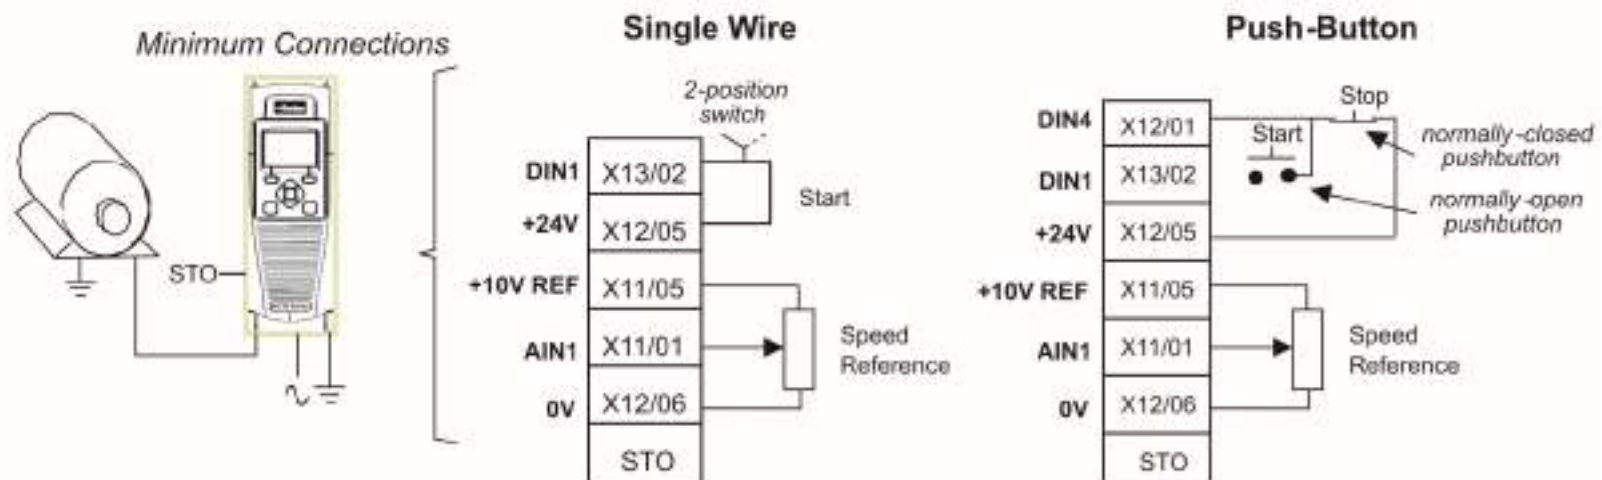 Minimum Connections
STO
Single Wire
2-position
switch
DIN1 X13/02
Start
+24V X12/05
+10V REF X11/05
Speed
AIN1 X11/01
Reference
0V X12/06
STO
Push-Button
Stop
DIN4 X12/01
Start
normally-closed
pushbutton
DIN1 X13/02
normally-open
pushbutton
+24V X12/05
+10V REF X11/05
Speed
AIN1 X11/01
Reference
0V X12/06
STO